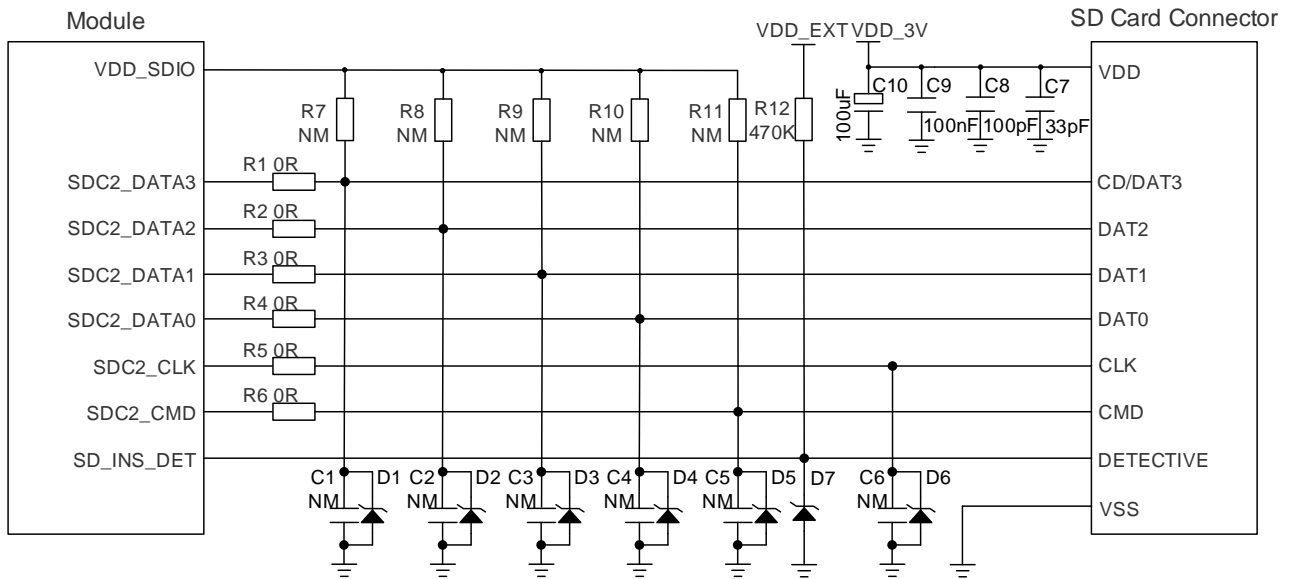 Module
SD Card Connector
VDD_EXT VDD_3V
VDD_SDIO
VDD
C10 C9 C8 C7
R7 R8 R9 R10 R11 R12
NM NM NM NM NM 470K
100uF 100nF 100pF 33pF
R1 0R
SDC2_DATA3
CD/DAT3
R2 0R
SDC2_DATA2
DAT2
R3 0R
SDC2_DATA1
DAT1
R4 0R
SDC2_DATA0
DAT0
R5 0R
SDC2_CLK
CLK
R6 0R
SDC2_CMD
CMD
SD_INS_DET
DETECTIVE
C1 D1 C2 D2 C3 D3 C4 D4 C5 D5 D7 C6 D6
NM NM NM NM NM NM
VSS